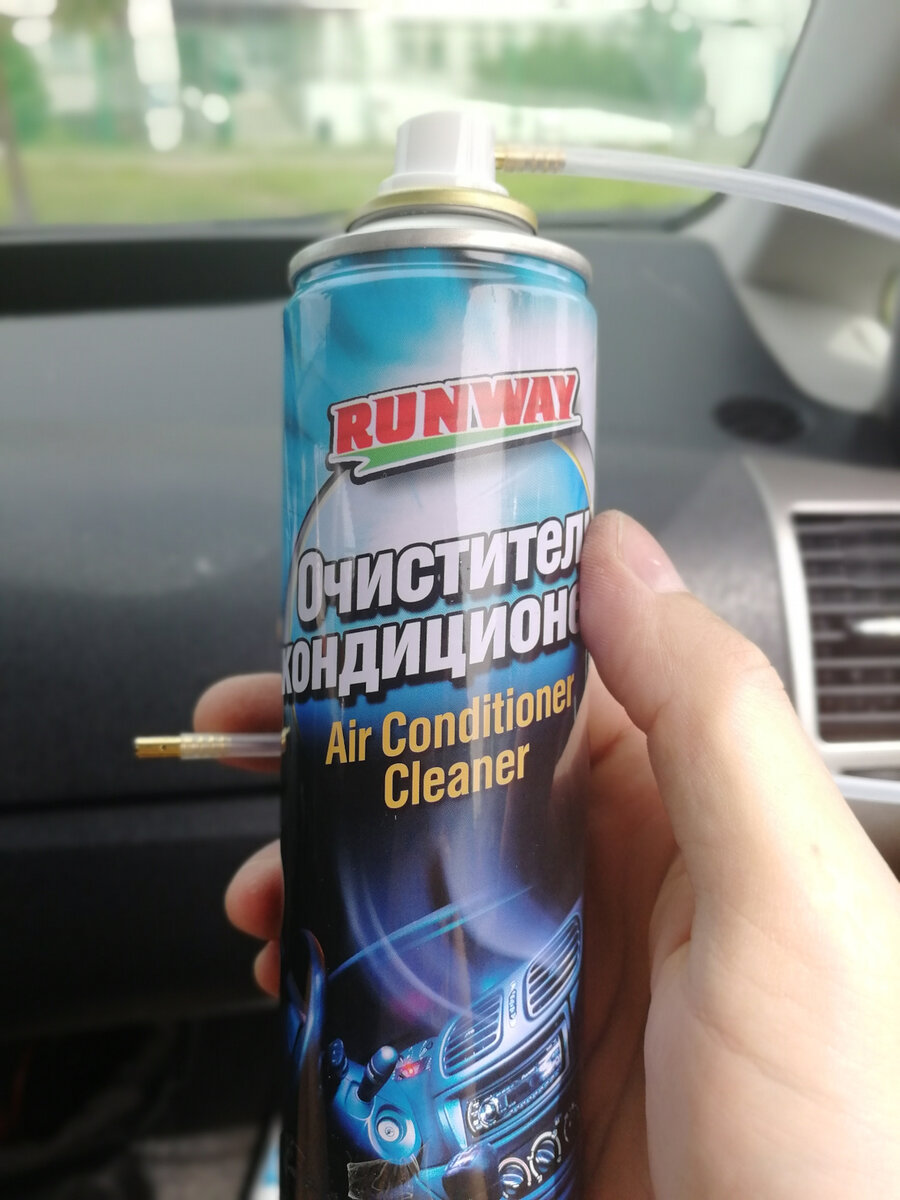 RUNWAY
Очистител
кондиционе
Air Conditioner
Cleaner